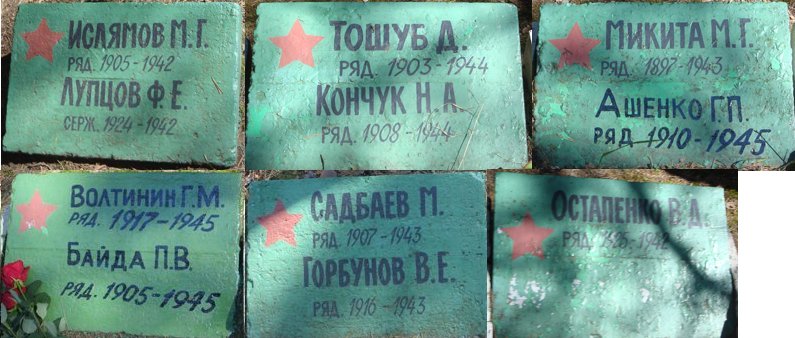 Ислямов М.Г.
ряд. 1905-1942
Лупцов Ф.Е.
серж. 1924-1942
Тошуб Д.
ряд. 1903-1944
Кончук Н.А.
ряд. 1908-1944
Микита М.Г.
ряд. 1897-1943
Ашенко Г.П.
ряд. 1910-1945
Волтинин Г.М.
ряд. 1917-1945
Байда П.В.
ряд. 1905-1945
Садбаев М.
ряд. 1907-1943
Горбунов В.Е.
ряд. 1916-1943
Остапенко В.Д.
ряд.